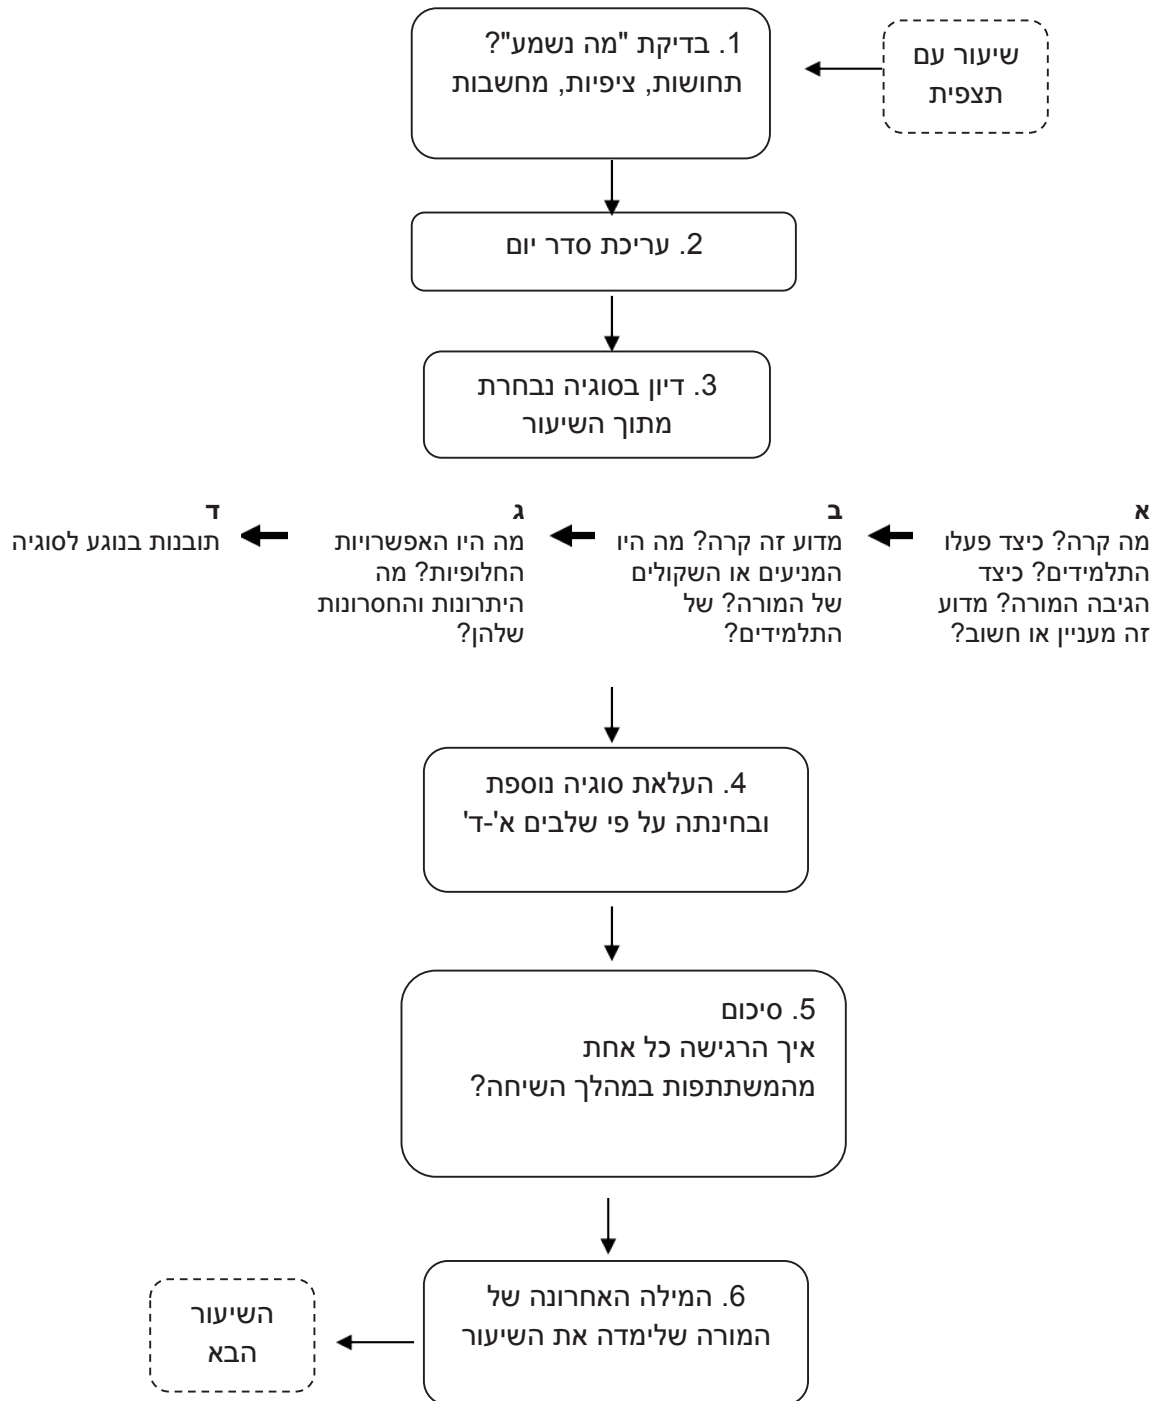 שיעור עם
תצפית
1. בדיקת "מה נשמע"?
תחושות, ציפיות, מחשבות
2. עריכת סדר יום
3. דיון בסוגיה נבחרת
מתוך השיעור
א
מה קרה? כיצד פעלו
התלמידים? כיצד
הגיבה המורה? מדוע
זה מעניין או חשוב?
ב
מדוע זה קרה? מה היו
המניעים או השקולים
של המורה? של
התלמידים?
ג
מה היו האפשרויות
החלופיות? מה
היתרונות והחסרונות
שלהן?
ד
תובנות בנוגע לסוגיה
4. העלאת סוגיה נוספת
ובחינתה על פי שלבים א'-ד'
5. סיכום
איך הרגישה כל אחת
מהמשתתפות במהלך השיחה?
6. המילה האחרונה של
המורה שלימדה את השיעור
השיעור
הבא